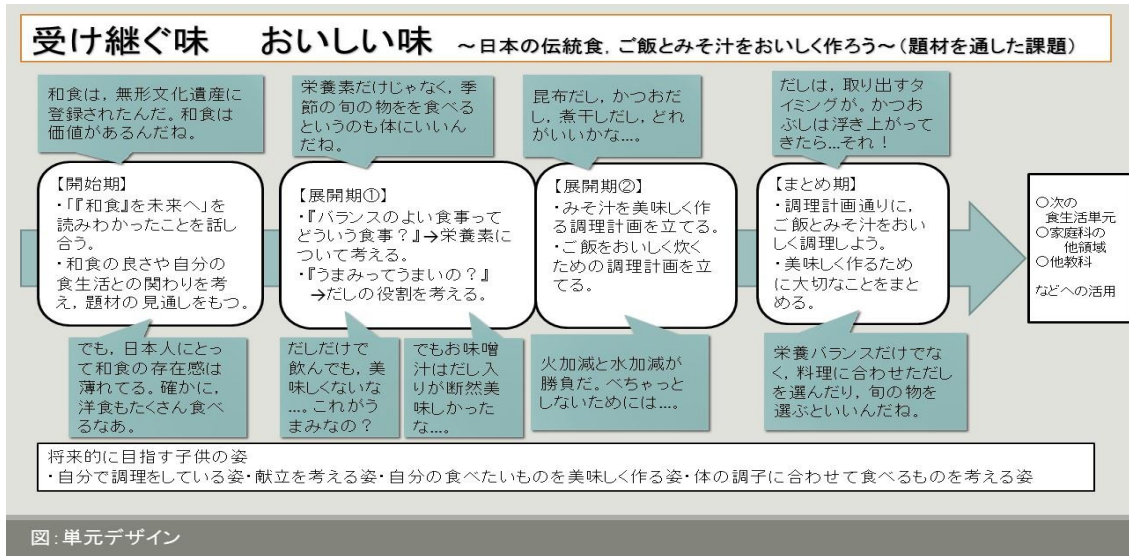 受け継ぐ味　おいしい味　～日本の伝統食，ご飯とみそ汁をおいしく作ろう～（題材を通した課題）
和食は，無形文化遺産に
登録されたんだ。和食は
価値があるんだね。
栄養素だけじゃなく，季
節の旬の物をを食べる
というのも体にいいん
だね。
昆布だし，かつおだ
し，煮干しだし，どれ
がいいかな…。
だしは，取り出すタ
イミングが。かつお
ぶしは浮き上がって
きたら…それ！
【開始期】
・「『和食』を未来へ」を
読みわかったことを話し
合う。
・和食の良さや自分の
食生活との関わりを考
え，題材の見通しをもつ。
【展開期①】
・『バランスのよい食事って
どういう食事？』→栄養素に
ついて考える。
・『うまみってうまいの？』
→だしの役割を考える。
【展開期②】
・みそ汁を美味しく作
る調理計画を立てる。
・ご飯をおいしく炊く
ための調理計画を立
てる。
【まとめ期】
・調理計画通りに，
ご飯とみそ汁をおい
しく調理しよう。
・美味しく作るため
に大切なことをまと
める。
○次の
食生活単元
○家庭科の
他領域
○他教科
などへの活用
でも，日本人にとっ
て和食の存在感は
薄れてる。確かに，
洋食もたくさん食べ
るなあ。
だしだけで
飲んでも，美
味しくないな
…。これがう
まみなの？
でもお味噌
汁はだし入
りが断然美
味しかった
な…。
火加減と水加減が
勝負だ。べちゃっと
しないためには…。
栄養バランスだけでな
く，料理に合わせただし
を選んだり，旬の物を
選ぶといいんだね。
将来的に目指す子供の姿
・自分で調理をしている姿・献立を考える姿・自分の食べたいものを美味しく作る姿・体の調子に合わせて食べるものを考える姿
図：単元デザイン